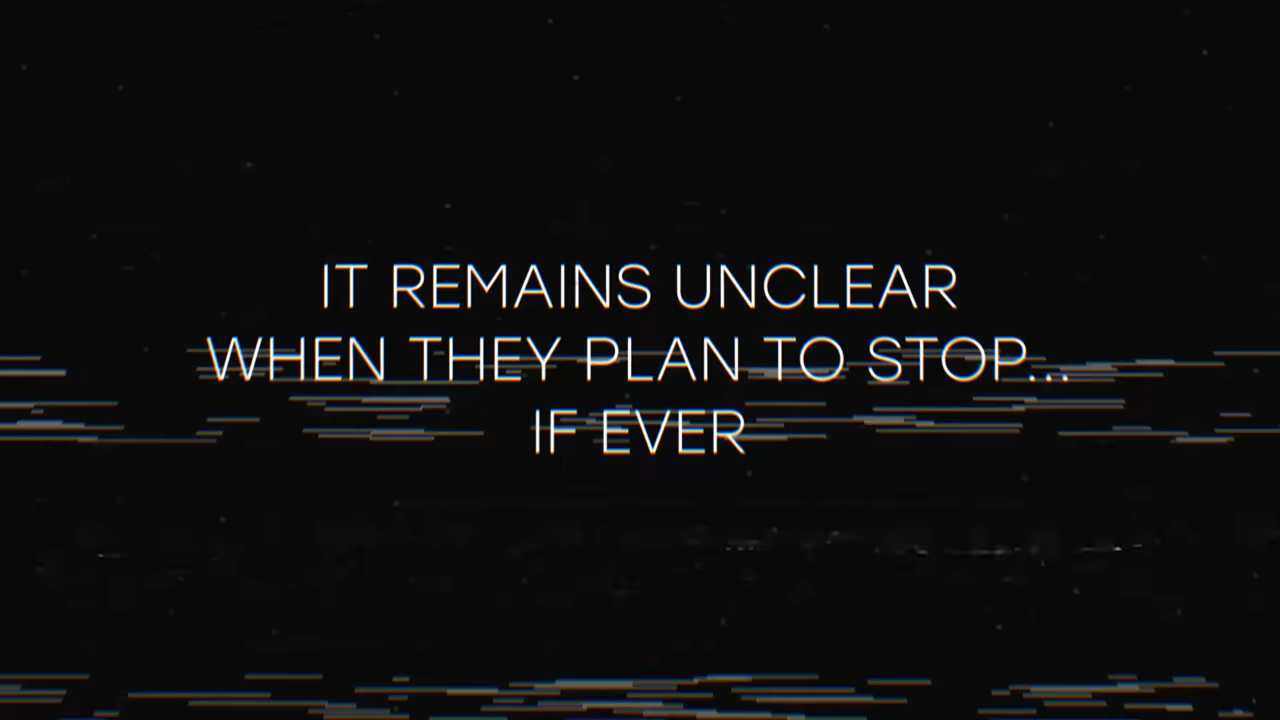 IT REMAINS UNCLEAR
WHEN THEY PLAN TO STOP...
IF EVER